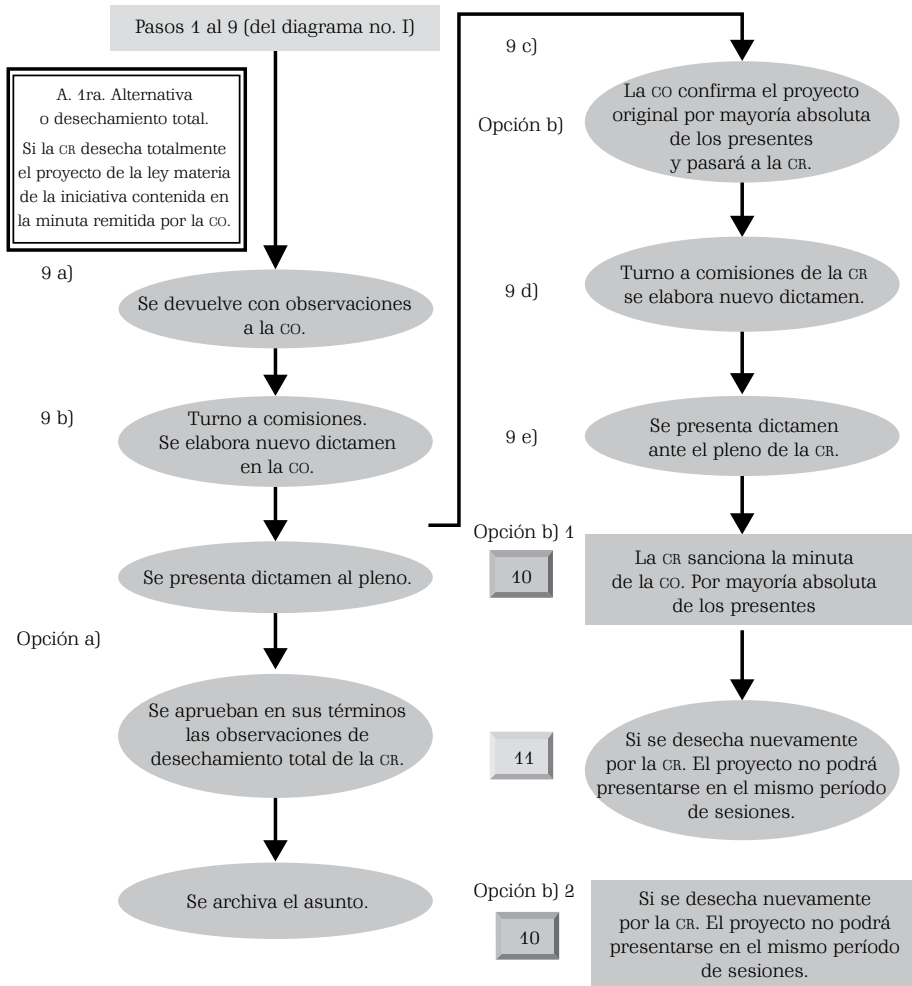 Pasos 1 al 9 (del diagrama no. I)
A. 1ra. Alternativa
o desechamiento total.
Si la CR desecha totalmente
el proyecto de la ley materia
de la iniciativa contenida en
la minuta remitida por la CO.
9 a)
Se devuelve con observaciones
a la CO.
9 b)
Turno a comisiones.
Se elabora nuevo dictamen
en la CO.
Se presenta dictamen al pleno.
Opción a)
Se aprueban en sus términos
las observaciones de
desechamiento total de la CR.
Se archiva el asunto.
9 c)
Opción b)
La CO confirma el proyecto
original por mayoría absoluta
de los presentes
y pasará a la CR.
9 d)
Turno a comisiones de la CR
se elabora nuevo dictamen.
9 e)
Se presenta dictamen
ante el pleno de la CR.
Opción b) 1
10
La CR sanciona la minuta
de la CO. Por mayoría absoluta
de los presentes
11
Si se desecha nuevamente
por la CR. El proyecto no podrá
presentarse en el mismo período
de sesiones.
Opción b) 2
10
Si se desecha nuevamente
por la CR. El proyecto no podrá
presentarse en el mismo período
de sesiones.